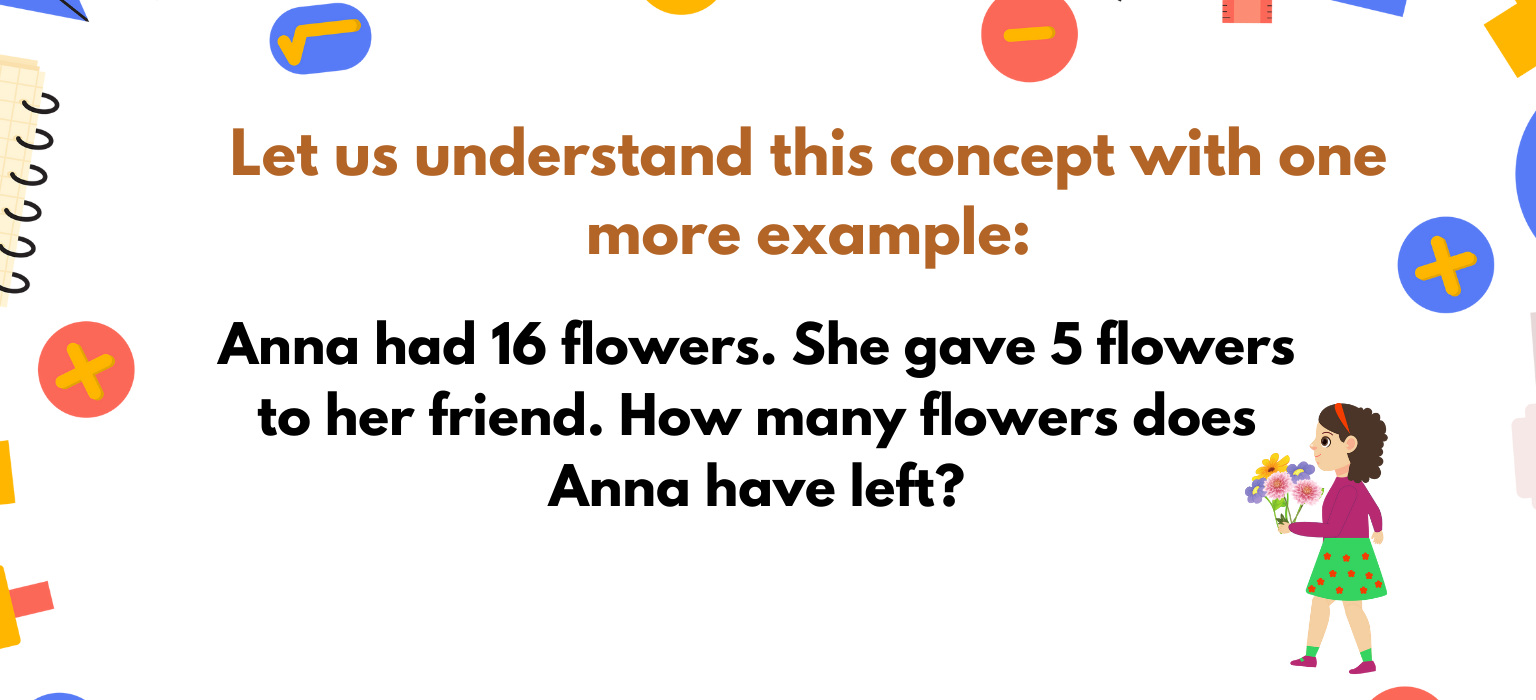 Let us understand this concept with one
more example:
Anna had 16 flowers. She gave 5 flowers
to her friend. How many flowers does
Anna have left?